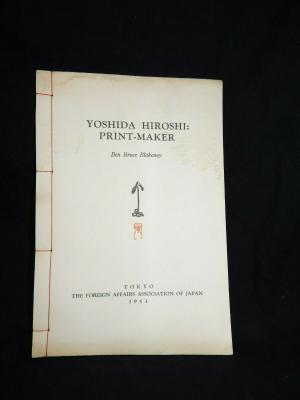 YOSHIDA HIROSHI:
PRINT-MAKER
Ben Bruce Blakeney
TOKYO
THE FOREIGN AFFAIRS ASSOCIATION OF JAPAN
1953